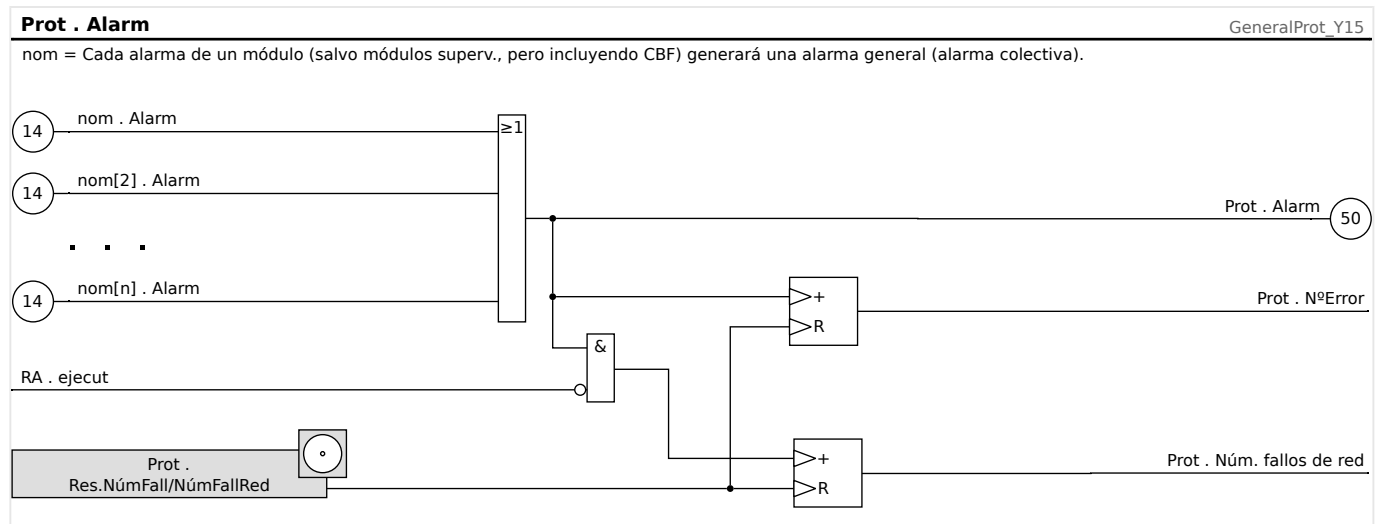 Prot . Alarm
GeneralProt_Y15
nom = Cada alarma de un módulo (salvo módulos superv., pero incluyendo CBF) generará una alarma general (alarma colectiva).
14
nom . Alarm
≥1
14
nom[2] . Alarm
Prot . Alarm
50
14
nom[n] . Alarm
+
Prot . NºError
R
&
RA . ejecut
Prot .
Res.NúmFall/NúmFallRed
+
Prot . Núm. fallos de red
R